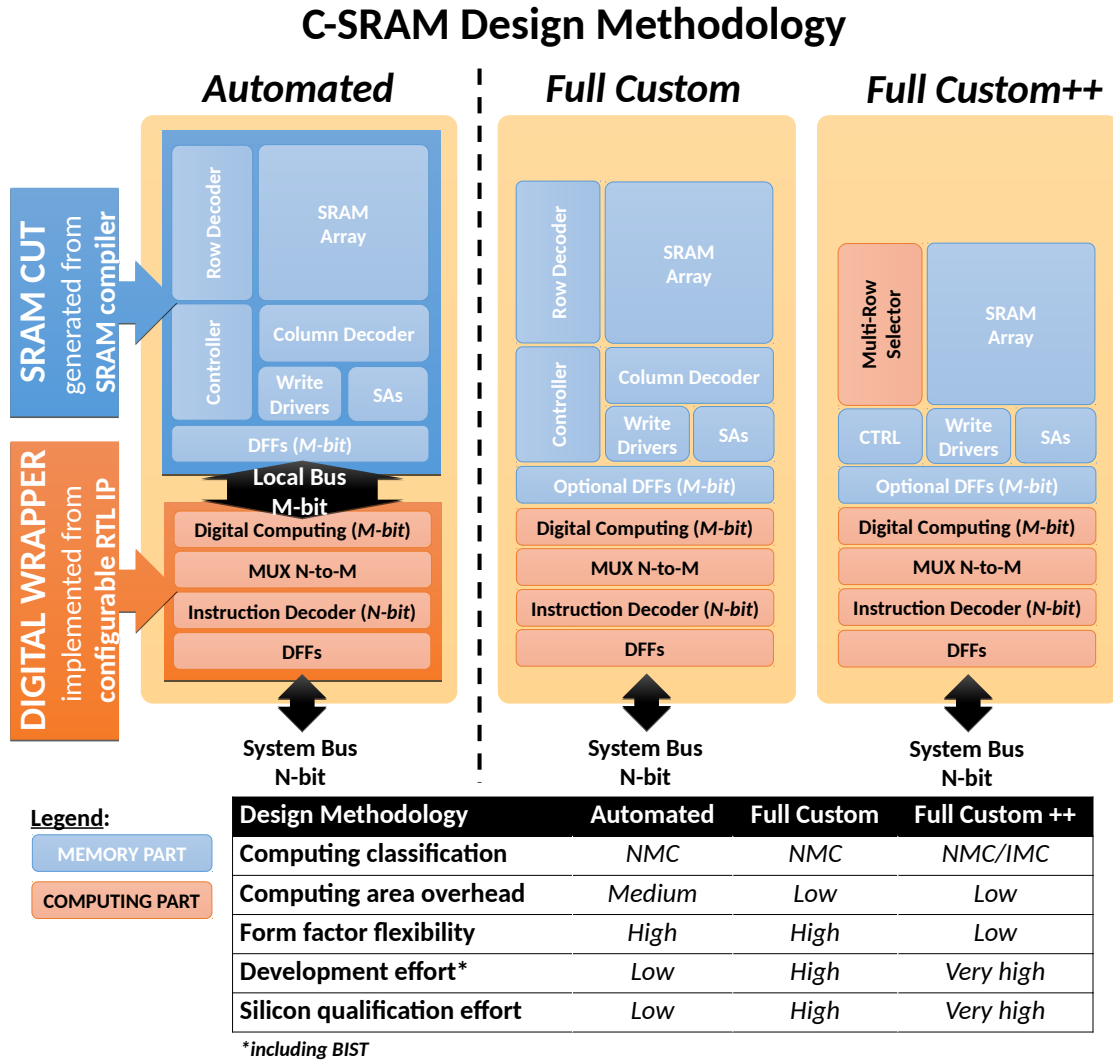 C-SRAM Design Methodology
Automated
Full Custom
Full Custom++
SRAM CUT
generated from
SRAM compiler
DIGITAL WRAPPER
implemented from
configurable RTL IP
Row Decoder
SRAM
Array
Controller
Column Decoder
Write
Drivers
SAs
DFFs (M-bit)
Local Bus
M-bit
Digital Computing (M-bit)
MUX N-to-M
Instruction Decoder (N-bit)
DFFs
System Bus
N-bit
Row Decoder
SRAM
Array
Controller
Column Decoder
Write
Drivers
SAs
Optional DFFs (M-bit)
Digital Computing (M-bit)
MUX N-to-M
Instruction Decoder (N-bit)
DFFs
System Bus
N-bit
Multi-Row
Selector
SRAM
Array
CTRL
Write
Drivers
SAs
Optional DFFs (M-bit)
Digital Computing (M-bit)
MUX N-to-M
Instruction Decoder (N-bit)
DFFs
System Bus
N-bit
Legend:
MEMORY PART
COMPUTING PART
Design Methodology Automated Full Custom Full Custom ++
Computing classification NMC NMC NMC/IMC
Computing area overhead Medium Low Low
Form factor flexibility High High Low
Development effort* Low High Very high
Silicon qualification effort Low High Very high
*including BIST